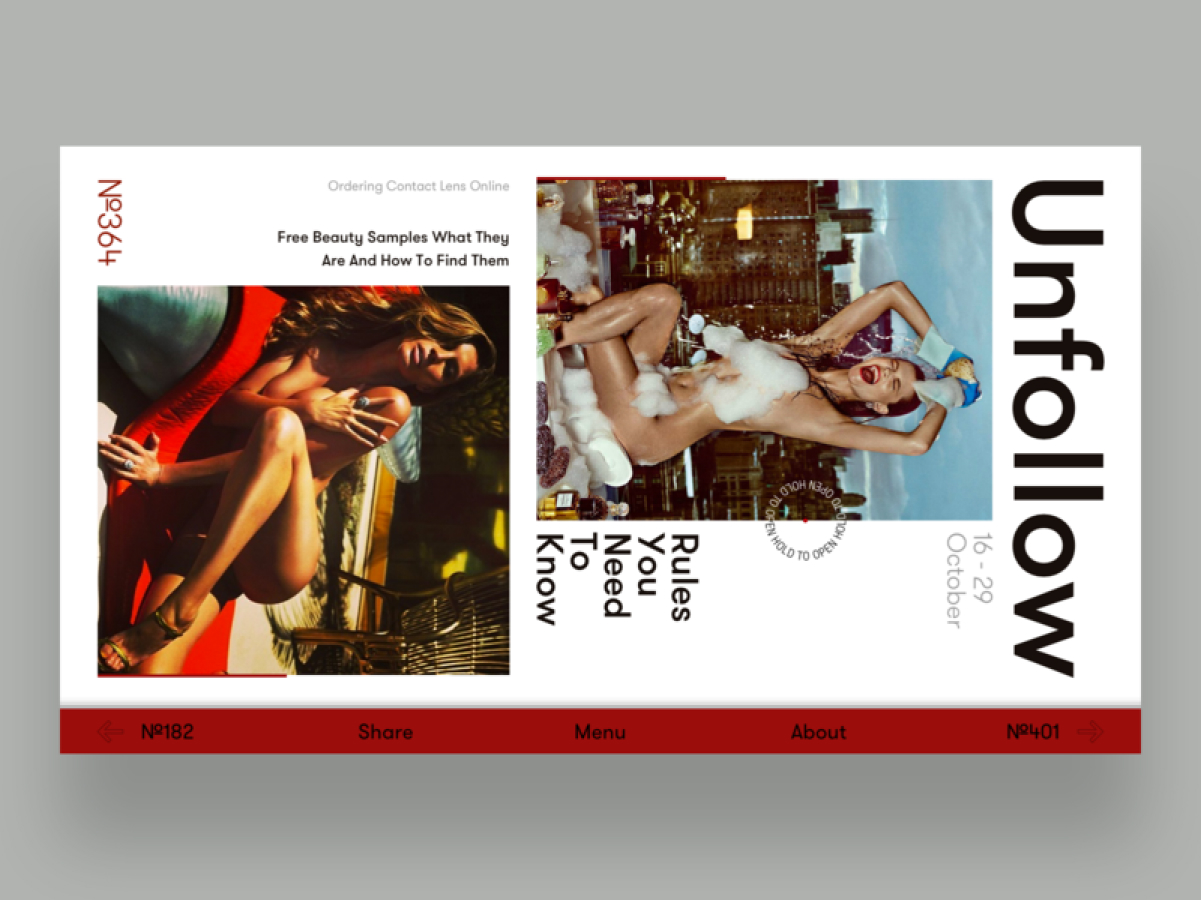 №364
Ordering Contact Lens Online
Free Beauty Samples What They
Are And How To Find Them
Unfollow
16 - 29
October
HOLD TO OPEN HOLD TO OPEN HOLD TO OPEN
Rules
You
Need
To
Know
№182
Share
Menu
About
№401